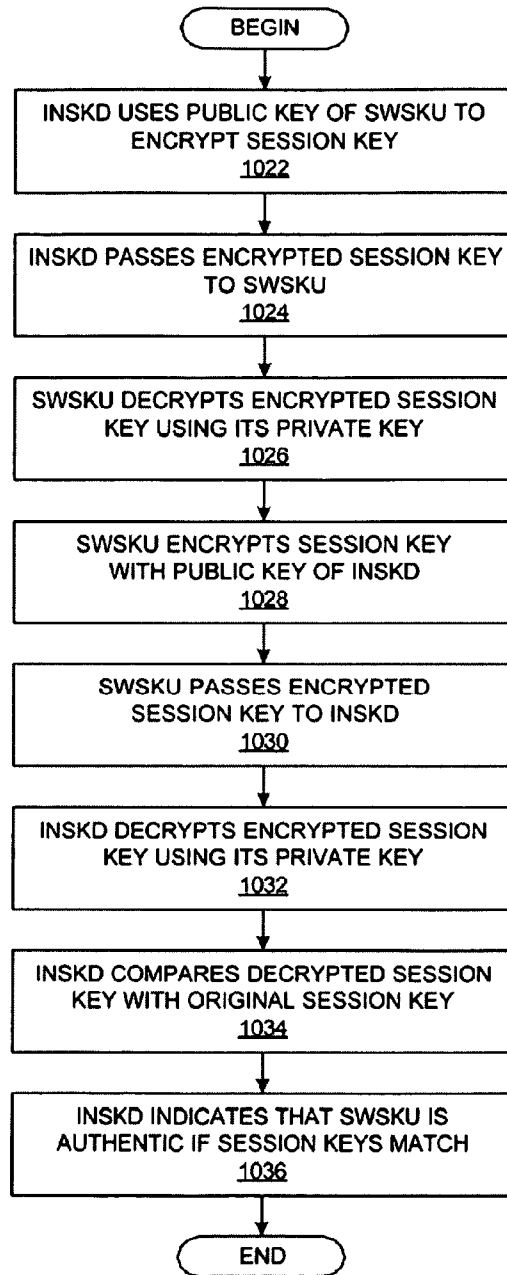 BEGIN
INSKD USES PUBLIC KEY OF SWSKU TO
ENCRYPT SESSION KEY
1022
INSKD PASSES ENCRYPTED SESSION KEY
TO SWSKU
1024
SWSKU DECRYPTS ENCRYPTED SESSION
KEY USING ITS PRIVATE KEY
1026
SWSKU ENCRYPTS SESSION KEY
WITH PUBLIC KEY OF INSKD
1028
SWSKU PASSES ENCRYPTED
SESSION KEY TO INSKD
1030
INSKD DECRYPTS ENCRYPTED SESSION
KEY USING ITS PRIVATE KEY
1032
INSKD COMPARES DECRYPTED SESSION
KEY WITH ORIGINAL SESSION KEY
1034
INSKD INDICATES THAT SWSKU IS
AUTHENTIC IF SESSION KEYS MATCH
1036
END